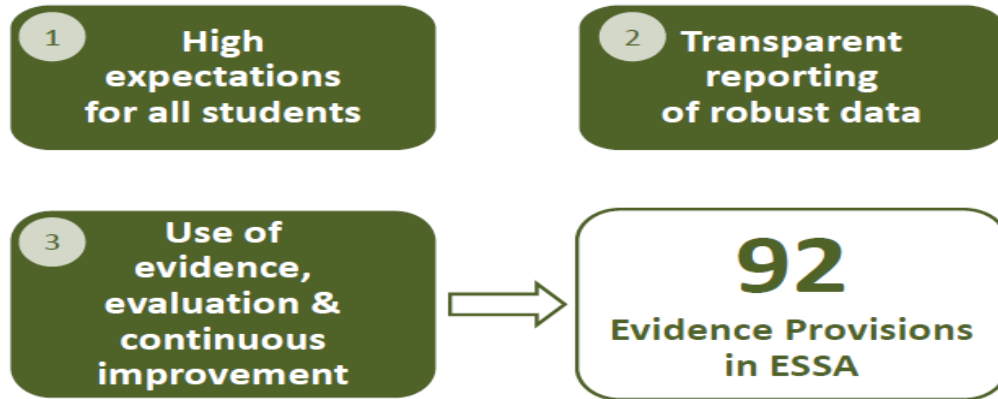 1
High
expectations
for all students
2
Transparent
reporting
of robust data
3
Use of
evidence,
evaluation &
continuous
improvement
92
Evidence Provisions
in ESSA